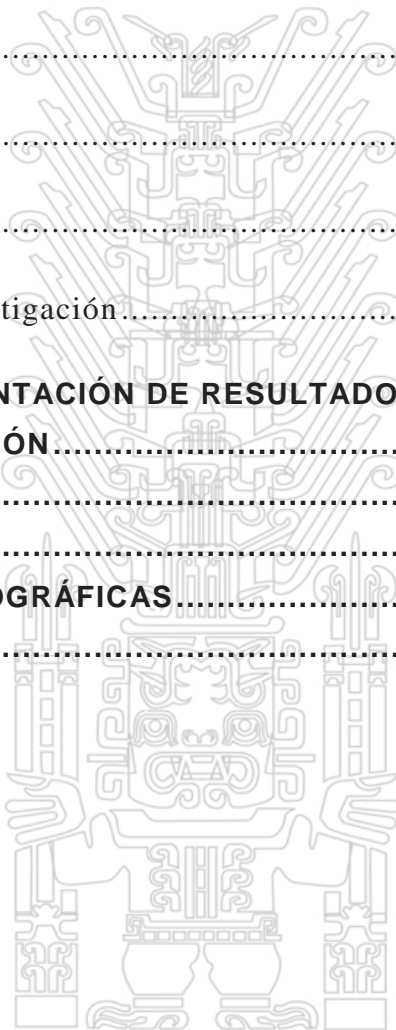 ..................................................
..................................................
..................................................
tigación..................................
NTACIÓN DE RESULTADO
ÓN..........................................
..................................................
..................................................
OGRÁFICAS...........................
..................................................